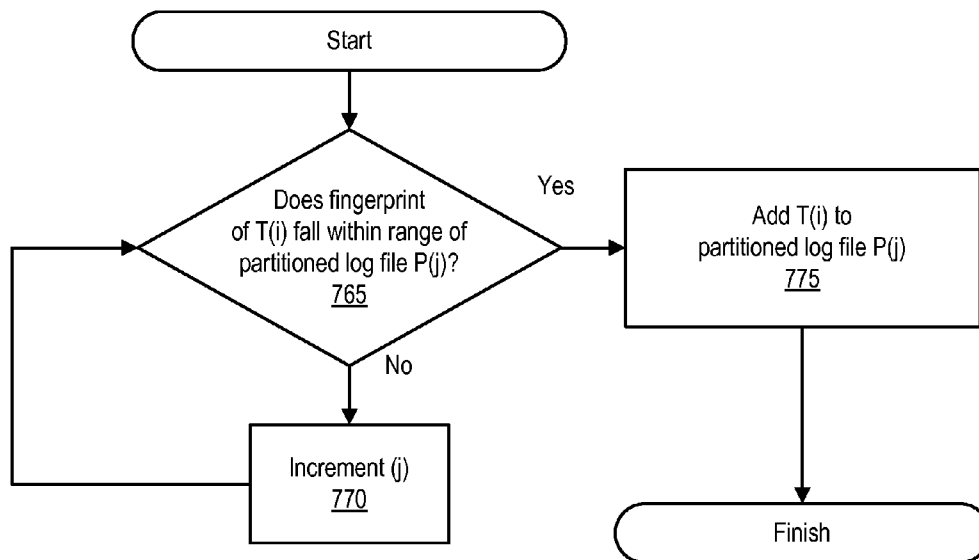 Start
Does fingerprint
of T(i) fall within range of
partitioned log file P(j)?
765
Yes
Add T(i) to
partitioned log file P(j)
775
No
Increment (j)
770
Finish